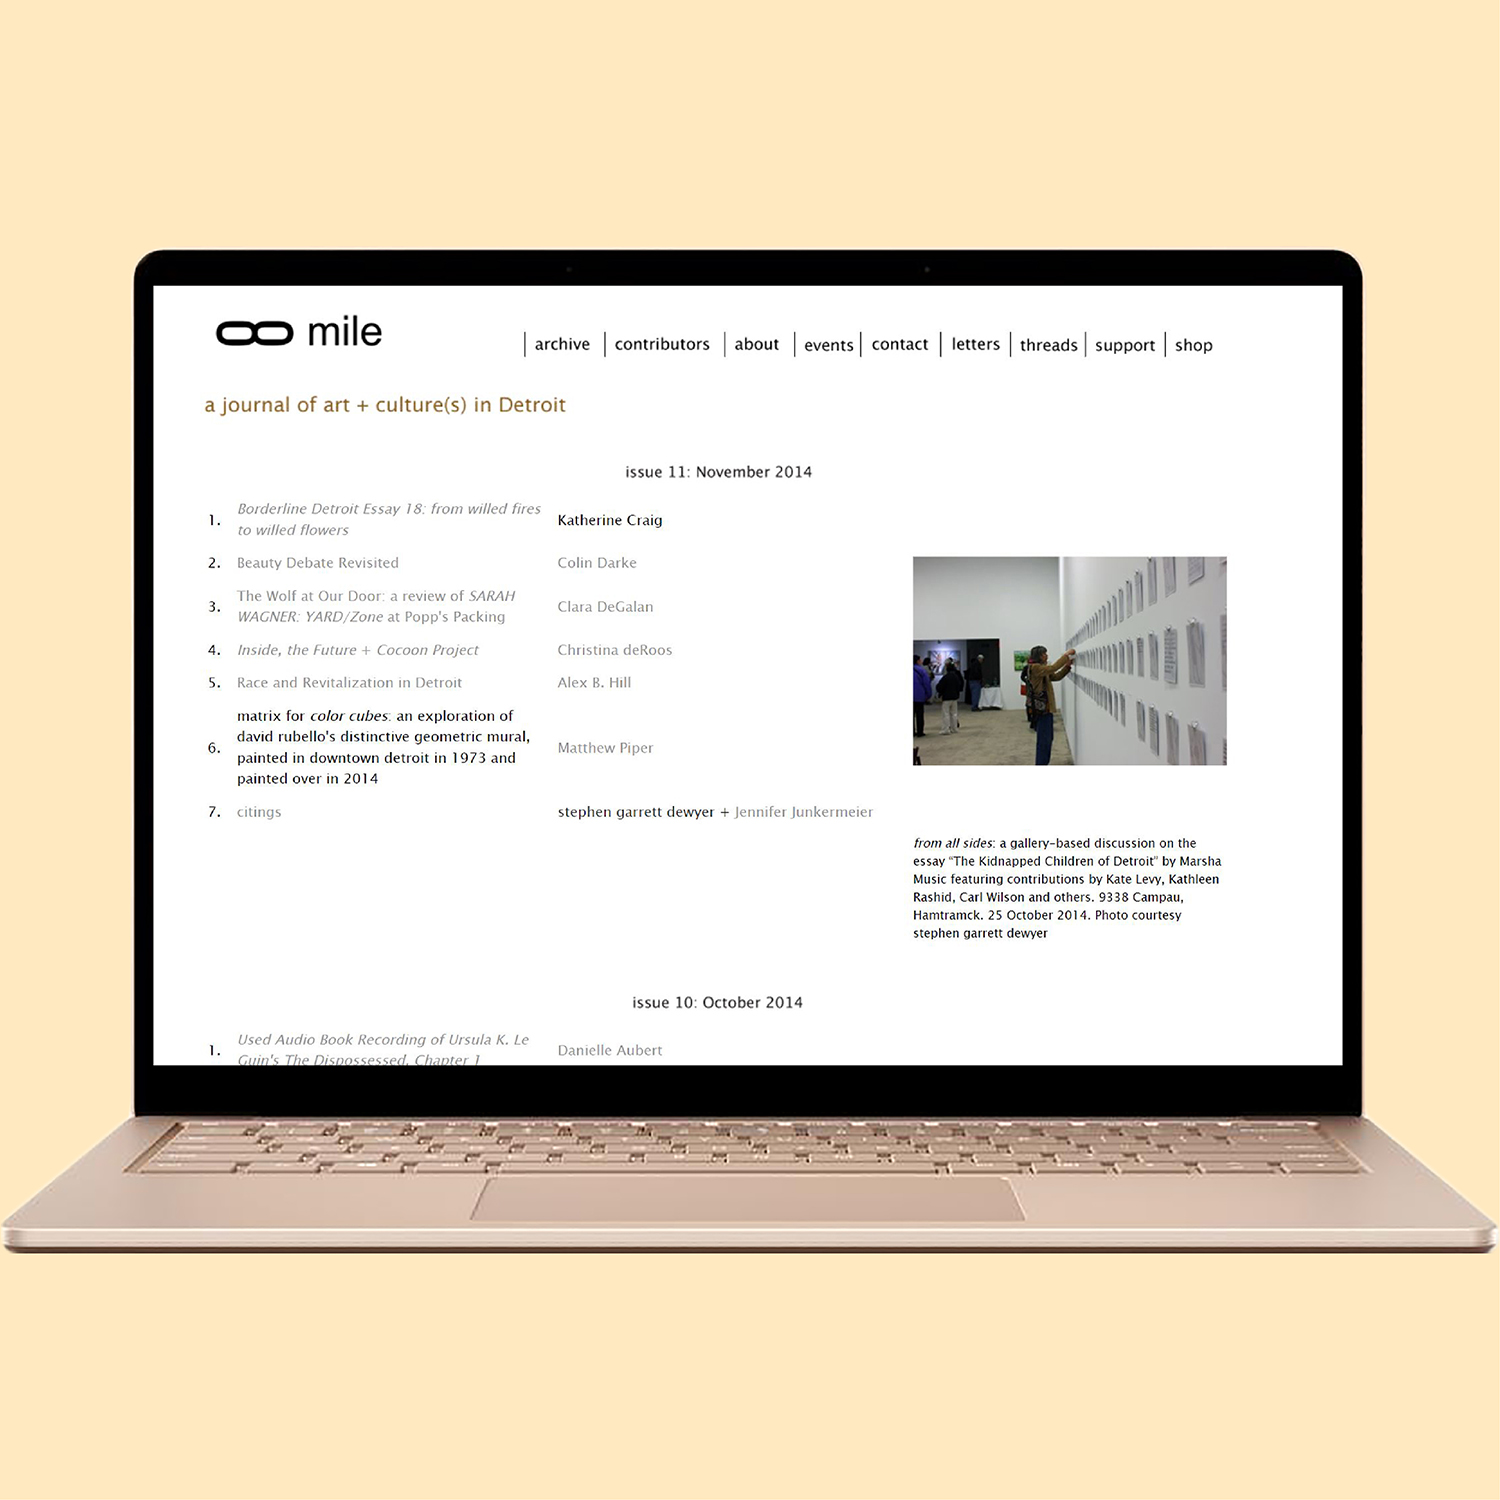 ∞ mile
archive
contributors
about
events
contact
letters
threads
support
shop
a journal of art + culture(s) in Detroit
issue 11: November 2014
1.
Borderline Detroit Essay 18: from willed fires
to willed flowers
Katherine Craig
2.
Beauty Debate Revisited
Colin Darke
3.
The Wolf at Our Door: a review of SARAH
WAGNER: YARD/Zone at Popp's Packing
Clara DeGalan
4.
Inside, the Future + Cocoon Project
Christina deRoos
5.
Race and Revitalization in Detroit
Alex B. Hill
6.
matrix for color cubes: an exploration of
david rubello's distinctive geometric mural,
painted in downtown detroit in 1973 and
painted over in 2014
Matthew Piper
7.
citings
stephen garrett dewyer + Jennifer Junkermeier
from all sides: a gallery-based discussion on the
essay "The Kidnapped Children of Detroit" by Marsha
Music featuring contributions by Kate Levy, Kathleen
Rashid, Carl Wilson and others. 9338 Campau,
Hamtramck. 25 October 2014. Photo courtesy
stephen garrett dewyer
issue 10: October 2014
1.
Used Audio Book Recording of Ursula K. Le
Guin's The Dispossessed, Chapter 1
Danielle Aubert